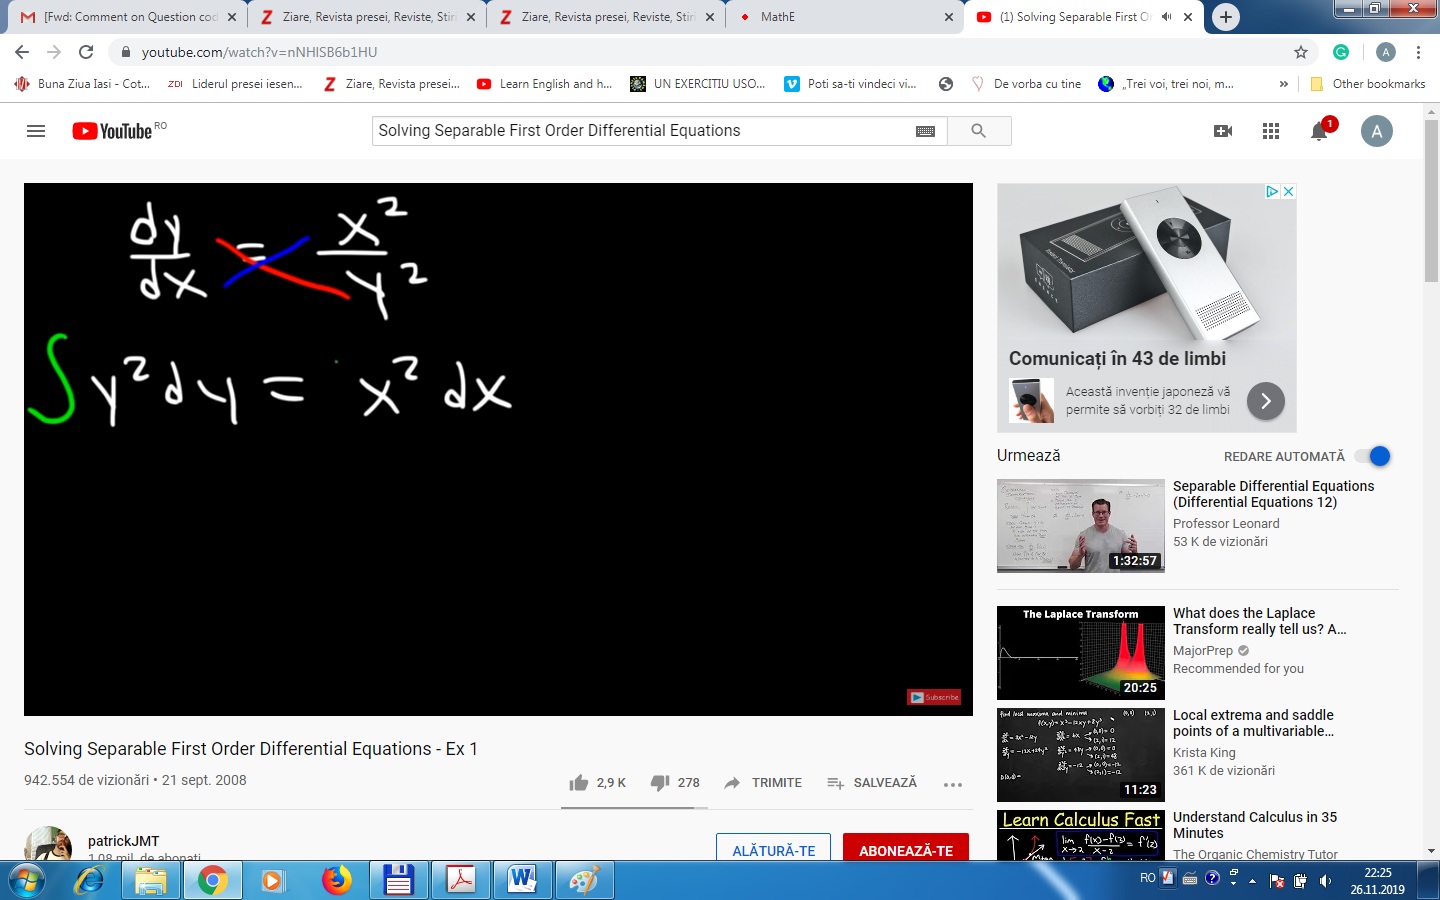 [Fwd: Comment on Question cod
Ziare, Revista presei, Reviste, Stiri
Ziare, Revista presei, Reviste, Stiri
MathE
(1) Solving Separable First Or
youtube.com/watch?v=nNHISB6b1HU
A
Buna Ziua Iasi - Cot...
ZDI Liderul presei iesen...
Ziare, Revista presei...
Learn English and h...
UN EXERCITIU USO...
Poti sa-ti vindeci vi...
De vorba cu tine
„Trei voi, trei noi, m...
»
Other bookmarks
YouTube RO
Solving Separable First Order Differential Equations
1
A
dy/dx = x²/y²
∫ y² dy = x² dx
Subscribe
Comunicați în 43 de limbi
Această invenție japoneză vă
permite să vorbiți 32 de limbi
Urmează
REDARE AUTOMATĂ
Separable Differential Equations
(Differential Equations 12)
Professor Leonard
53 K de vizionări
1:32:57
The Laplace Transform
20:25
What does the Laplace
Transform really tell us? A...
MajorPrep
Recommended for you
11:23
Local extrema and saddle
points of a multivariable...
Krista King
361 K de vizionări
Learn Calculus Fast
Understand Calculus in 35
Minutes
The Organic Chemistry Tutor
Solving Separable First Order Differential Equations - Ex 1
942.554 de vizionări • 21 sept. 2008
2,9 K
278
TRIMITE
SALVEAZĂ
patrickJMT
1,08 mil. de abonați
ALĂTURĂ-TE
ABONEAZĂ-TE
RO
22:25
26.11.2019